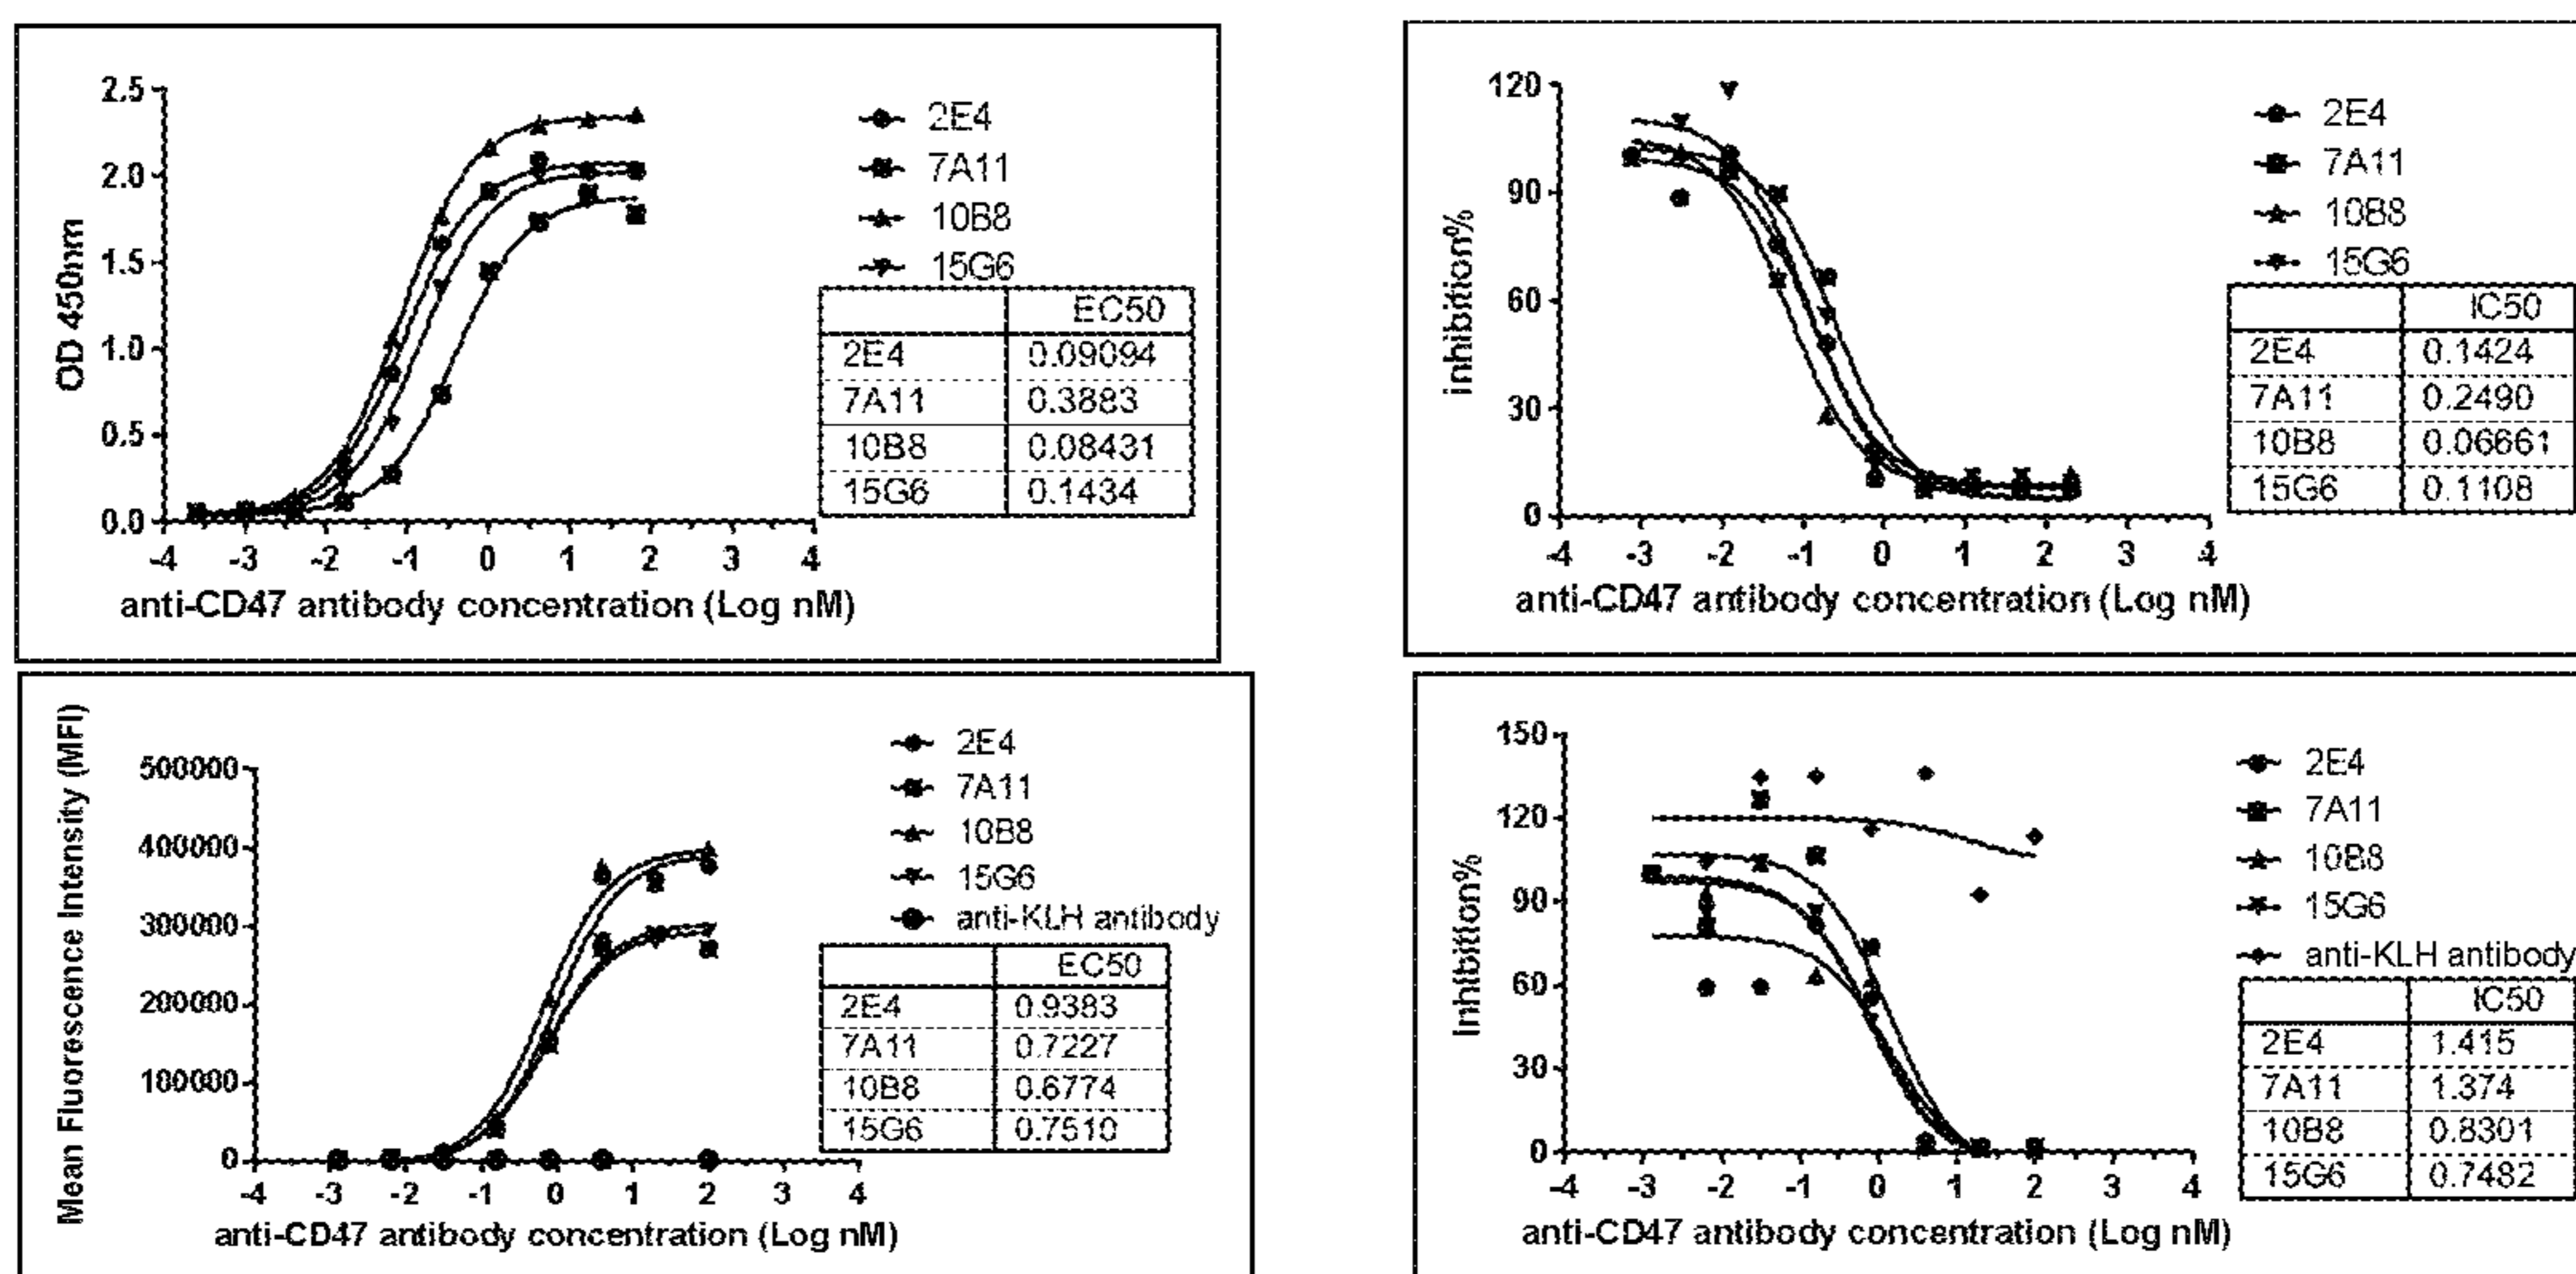 2.5
2.0
1.5
1.0
0.5
0.0
OD 450nm
-4 -3 -2 -1 0 1 2 3 4
anti-CD47 antibody concentration (Log nM)
2E4
7A11
10B8
15G6
EC50
2E4 0.09094
7A11 0.3883
10B8 0.08431
15G6 0.1434
120
90
60
30
0
inhibition%
-4 -3 -2 -1 0 1 2 3 4
anti-CD47 antibody concentration (Log nM)
2E4
7A11
10B8
15G6
IC50
2E4 0.1424
7A11 0.2490
10B8 0.06661
15G6 0.1108
Mean Fluorescence Intensity (MFI)
500000
400000
300000
200000
100000
0
-4 -3 -2 -1 0 1 2 3 4
anti-CD47 antibody concentration (Log nM)
2E4
7A11
10B8
15G6
anti-KLH antibody
EC50
2E4 0.9383
7A11 0.7227
10B8 0.6774
15G6 0.7510
150
120
90
60
30
0
Inhibition%
-4 -3 -2 -1 0 1 2 3 4
anti-CD47 antibody concentration (Log nM)
2E4
7A11
10B8
15G6
anti-KLH antibody
IC50
2E4 1.415
7A11 1.374
10B8 0.8301
15G6 0.7482